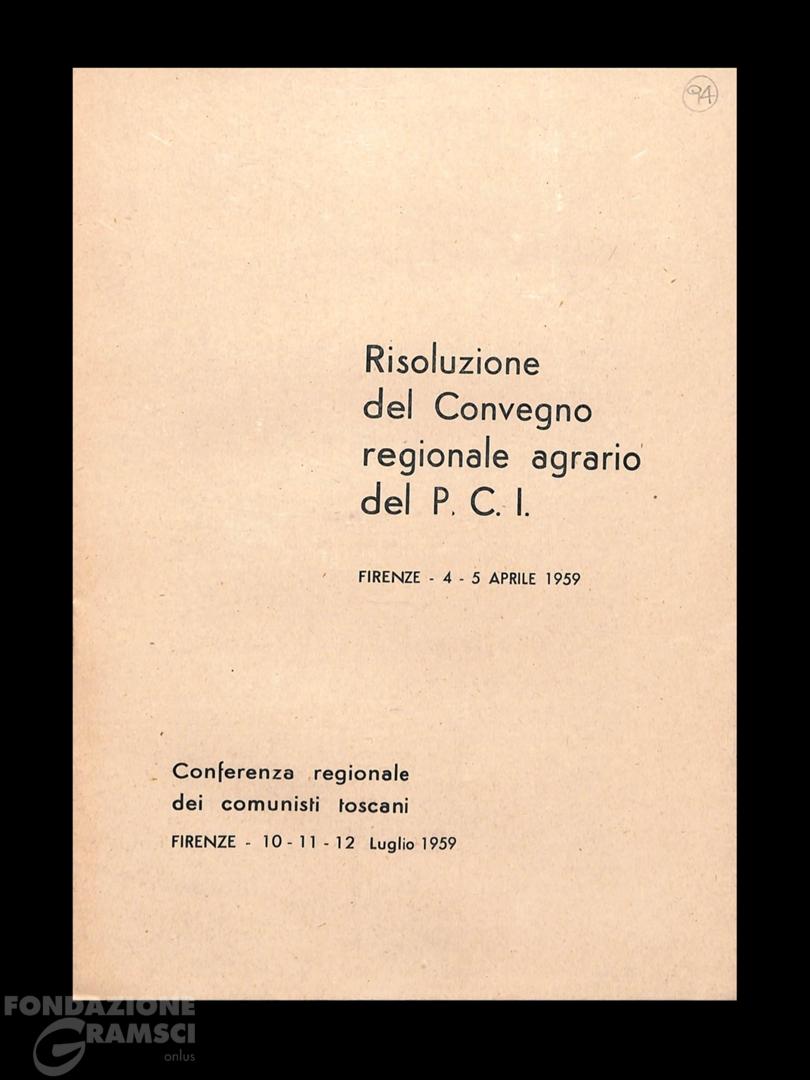 94
Risoluzione
del Convegno
regionale agrario
del P. C. I.
FIRENZE - 4 - 5 APRILE 1959
Conferenza regionale
dei comunisti toscani
FIRENZE - 10 - 11 - 12 Luglio 1959
FONDAZIONE
GRAMSCI
onlus